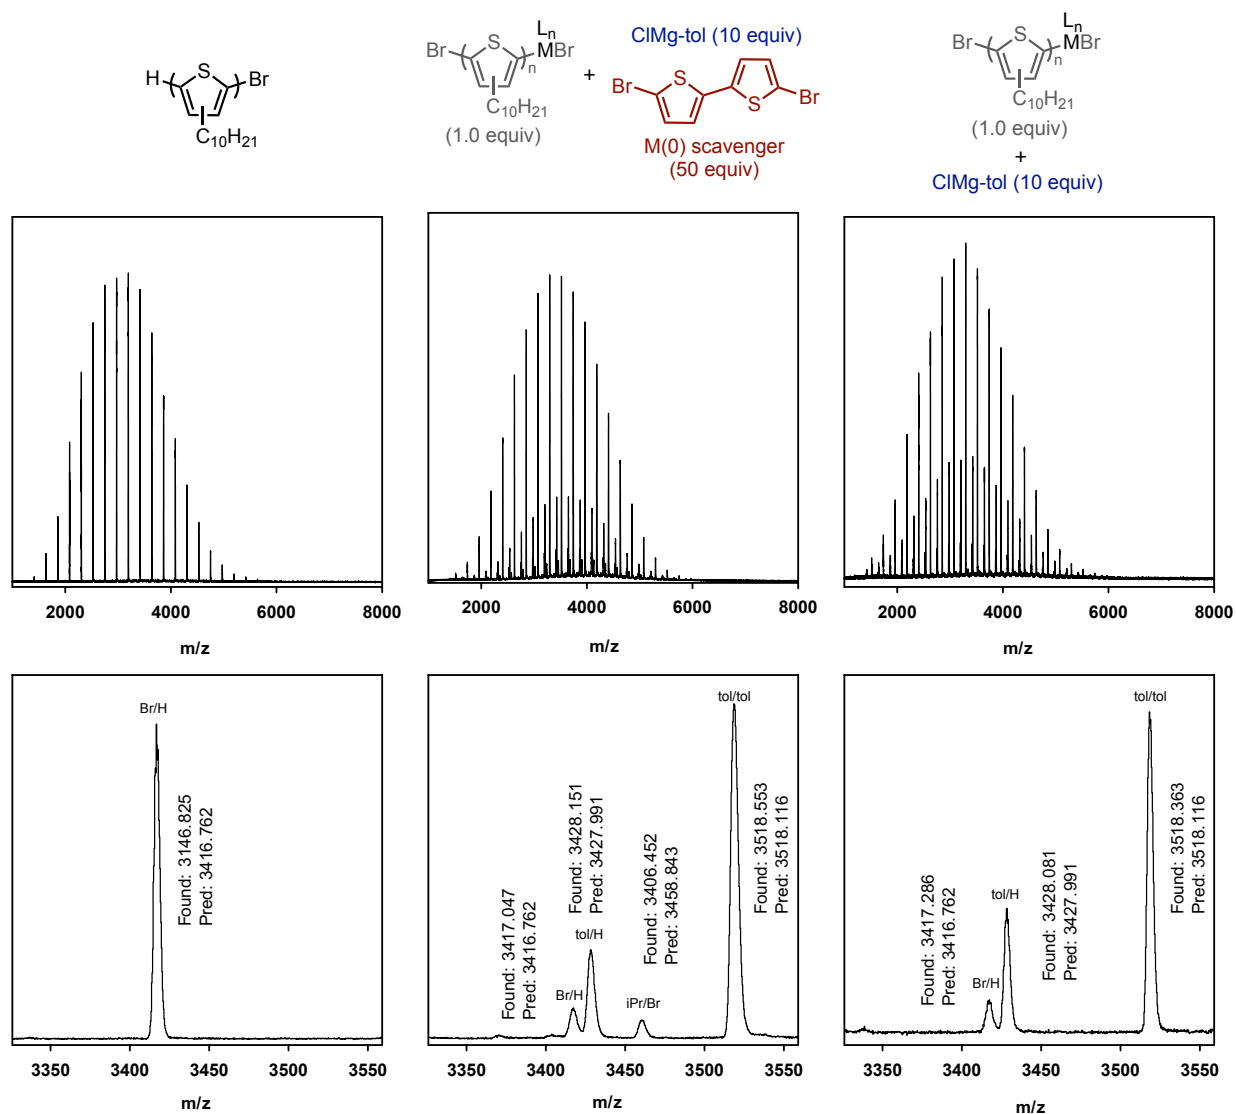 H
S
Br
C10H21
Br
S
n
Ln
MBr
C10H21
(1.0 equiv)
+
ClMg-tol (10 equiv)
Br
S
S
Br
M(0) scavenger
(50 equiv)
Br
S
n
Ln
MBr
C10H21
(1.0 equiv)
+
ClMg-tol (10 equiv)
2000 4000 6000 8000
m/z
2000 4000 6000 8000
m/z
2000 4000 6000 8000
m/z
Br/H
Found: 3146.825
Pred: 3416.762
3350 3400 3450 3500 3550
m/z
Found: 3417.047
Pred: 3416.762
Br/H
Found: 3428.151
Pred: 3427.991
tol/H
Found: 3406.452
Pred: 3458.843
iPr/Br
tol/tol
Found: 3518.553
Pred: 3518.116
3350 3400 3450 3500 3550
m/z
Found: 3417.286
Pred: 3416.762
Br/H
tol/H
Found: 3428.081
Pred: 3427.991
tol/tol
Found: 3518.363
Pred: 3518.116
3350 3400 3450 3500 3550
m/z